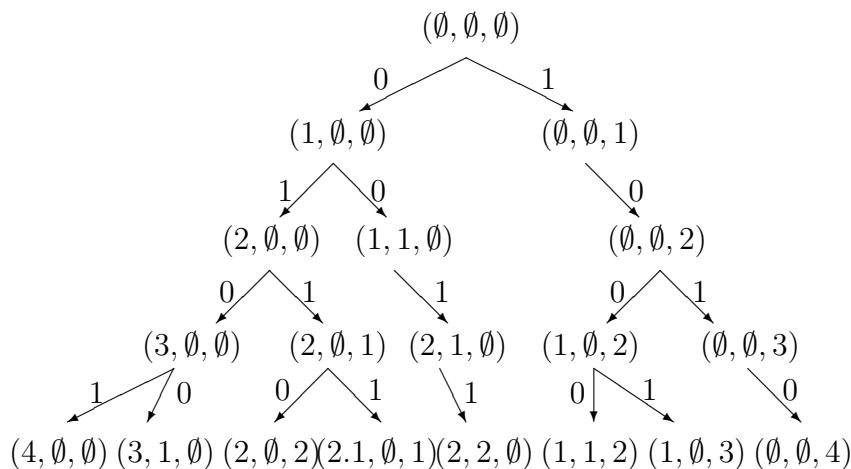 (∅, ∅, ∅)
0 1
(1, ∅, ∅) (∅, ∅, 1)
1 0 0
(2, ∅, ∅) (1, 1, ∅) (∅, ∅, 2)
0 1 1 0 1
(3, ∅, ∅) (2, ∅, 1) (2, 1, ∅) (1, ∅, 2) (∅, ∅, 3)
1 0 0 1 1 0 1 0
(4, ∅, ∅) (3, 1, ∅) (2, ∅, 2) (2.1, ∅, 1) (2, 2, ∅) (1, 1, 2) (1, ∅, 3) (∅, ∅, 4)